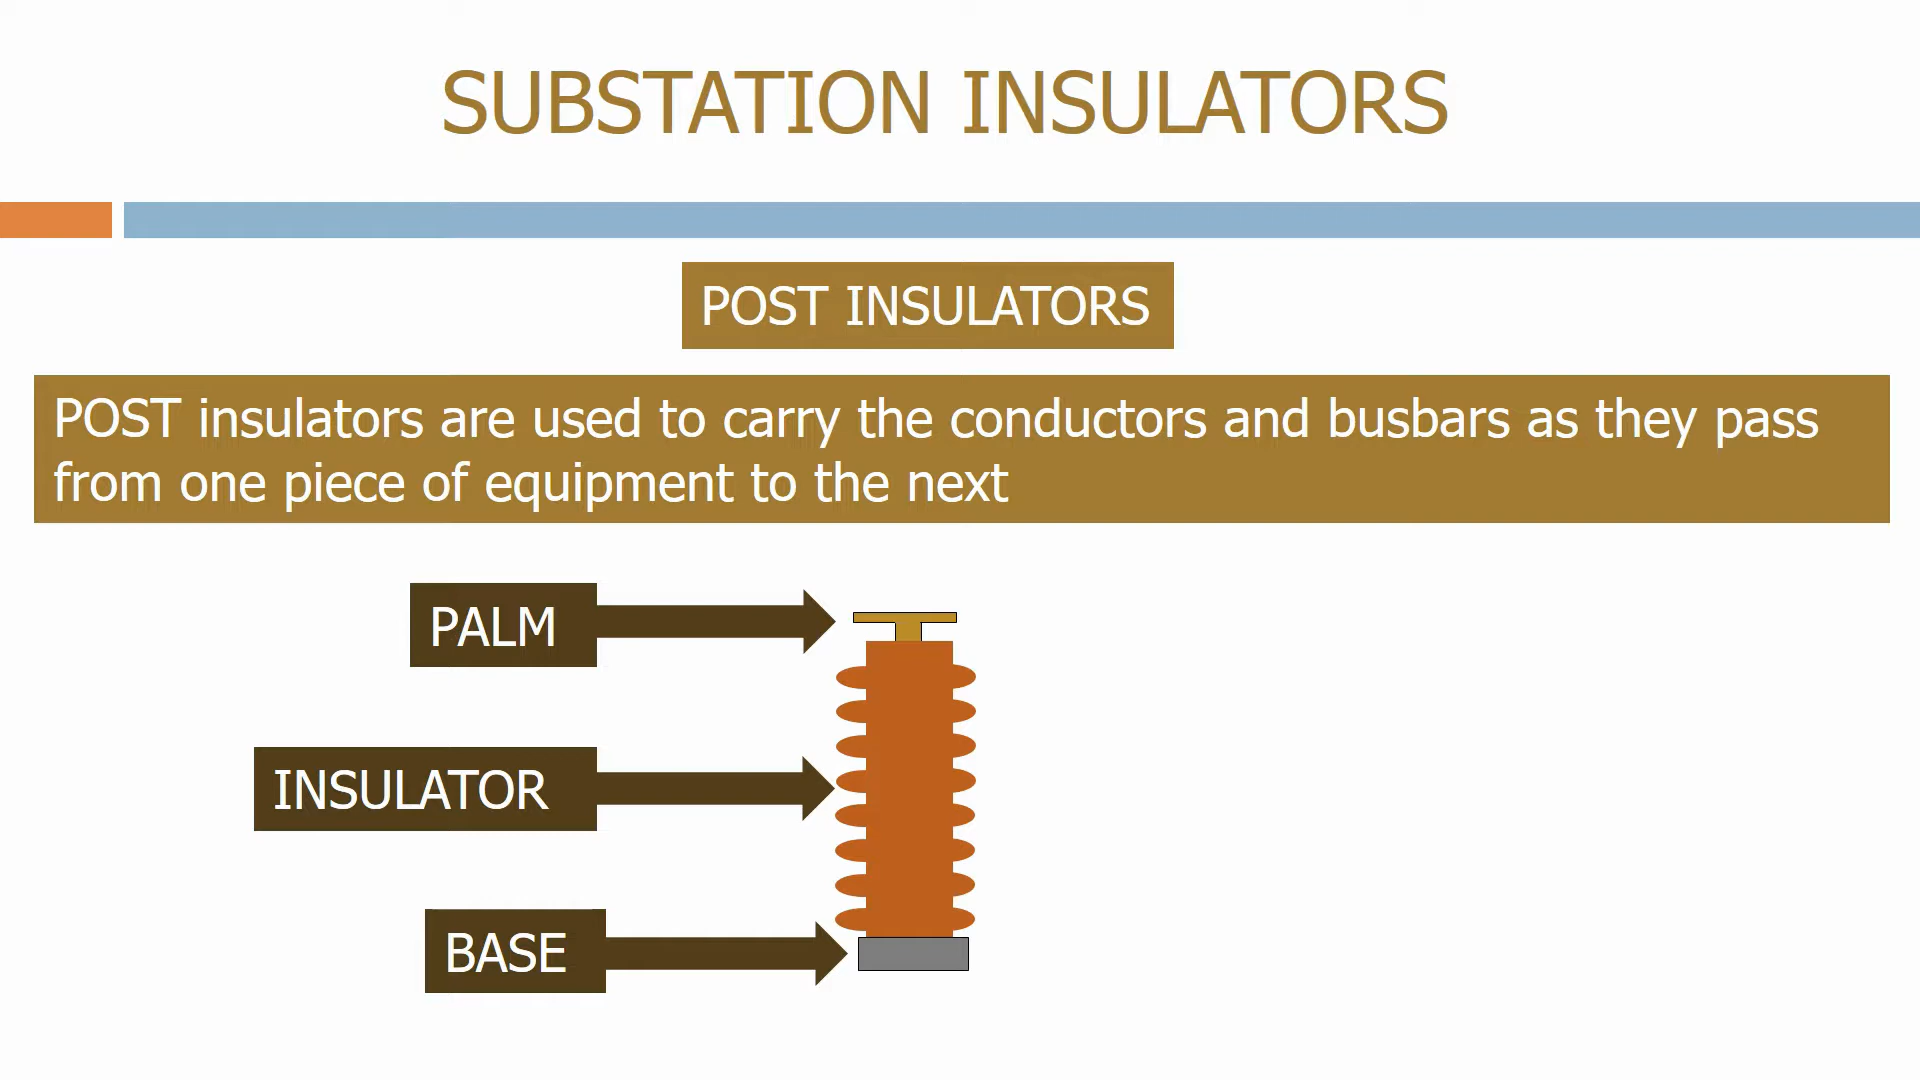 SUBSTATION INSULATORS
POST INSULATORS
POST insulators are used to carry the conductors and busbars as they pass
from one piece of equipment to the next
PALM
INSULATOR
BASE